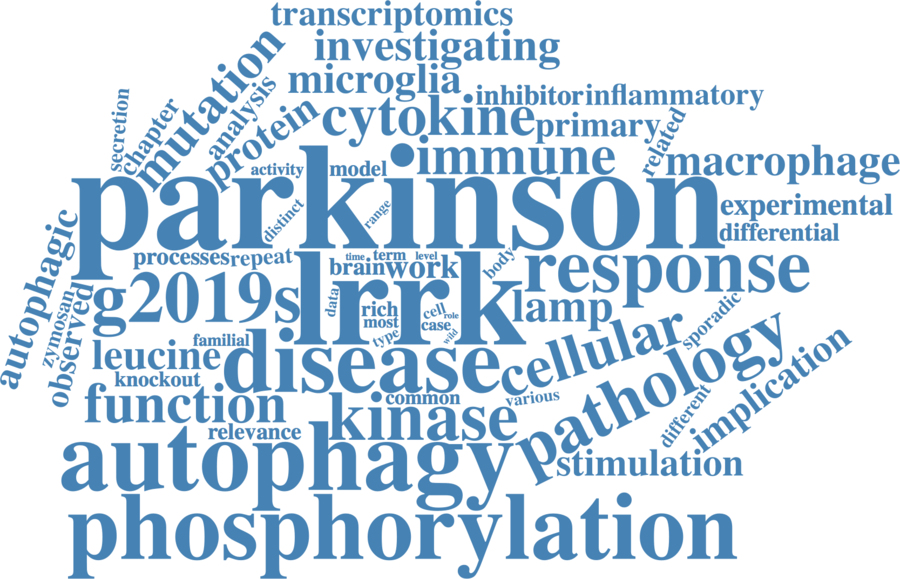 transcriptomics
investigating
microglia
inhibitor
inflammatory
cytokine
primary
related
secretion
chapter
mutation
analysis
protein
activity
model
immune
macrophage
parkinson
distinct
range
experimental
differential
processes
repeat
time
term
level
brain
work
body
response
autophagic
zymosan
observed
g2019s
lrrk
data
rich
most
type
cell
role
case
wild
lamp
sporadic
familial
leucine
knockout
disease
cellular
pathology
implication
function
relevance
common
kinase
various
different
autophagy
stimulation
phosphorylation